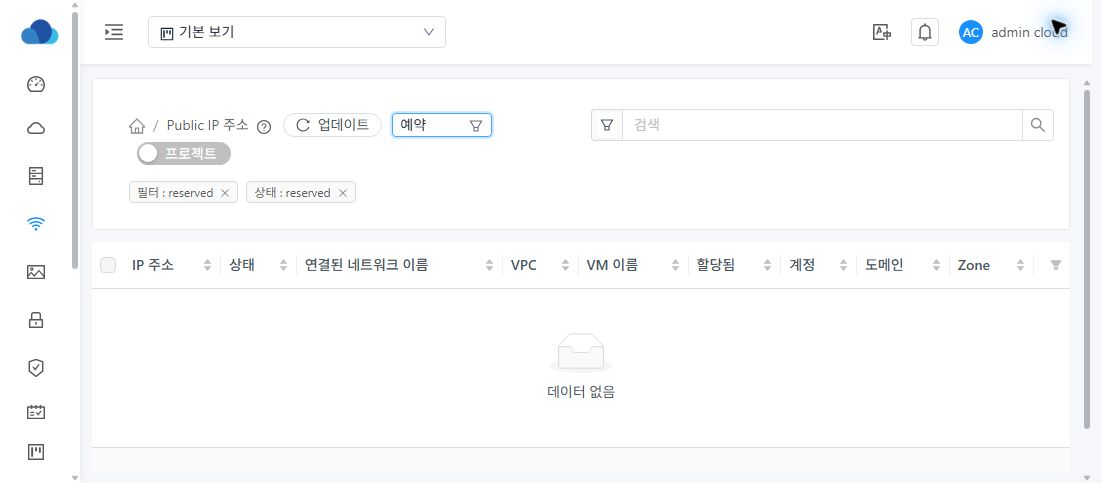 기본 보기
AC admin cloud
/ Public IP 주소 업데이트 예약 검색
프로젝트
필터 : reserved 상태 : reserved
IP 주소 상태 연결된 네트워크 이름 VPC VM 이름 할당됨 계정 도메인 Zone
데이터 없음